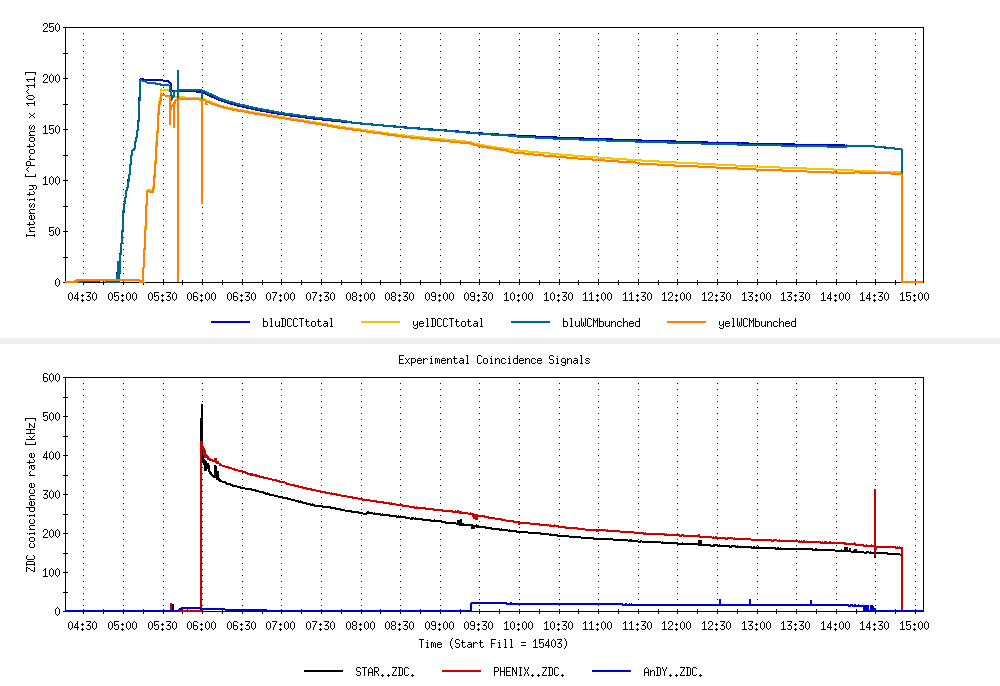 250
200
150
100
50
0
Intensity [^Protons x 10^11]
04:30 05:00 05:30 06:00 06:30 07:00 07:30 08:00 08:30 09:00 09:30 10:00 10:30 11:00 11:30 12:00 12:30 13:00 13:30 14:00 14:30 15:00
bluDCCTtotal yelDCCTtotal bluWCMbunched yelWCMbunched
Experimental Coincidence Signals
600
500
400
300
200
100
0
ZDC coincidence rate [kHz]
04:30 05:00 05:30 06:00 06:30 07:00 07:30 08:00 08:30 09:00 09:30 10:00 10:30 11:00 11:30 12:00 12:30 13:00 13:30 14:00 14:30 15:00
Time (Start Fill = 15403)
STAR..ZDC. PHENIX..ZDC. AnDY..ZDC.